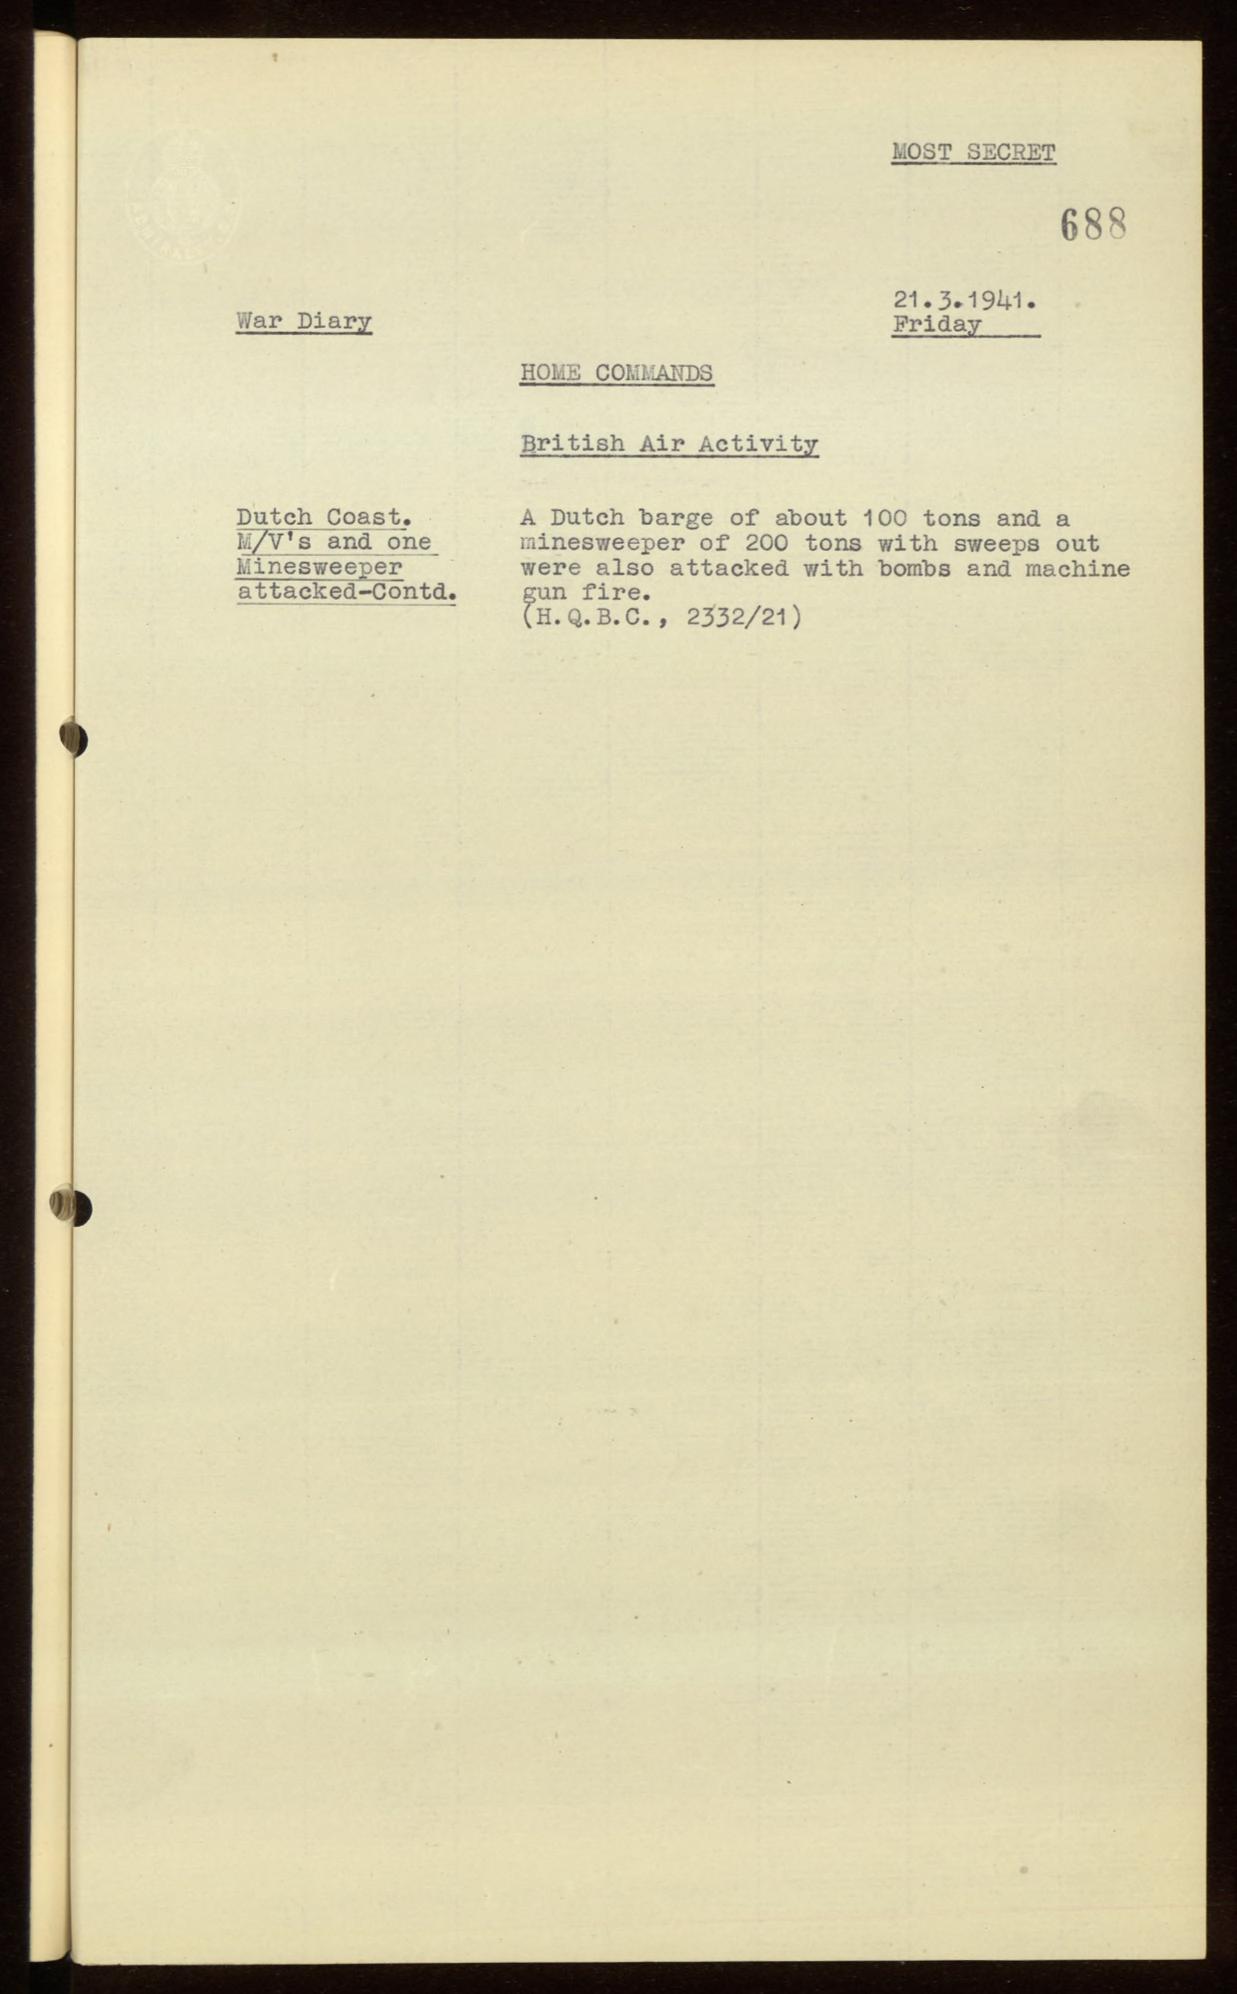 MOST SECRET
688
21.3.1941.
Friday
War Diary
HOME COMMANDS
British Air Activity
Dutch Coast.
M/V's and one
Minesweeper
attacked-Contd.
A Dutch barge of about 100 tons and a
minesweeper of 200 tons with sweeps out
were also attacked with bombs and machine
gun fire.
(H.Q.B.C., 2332/21)